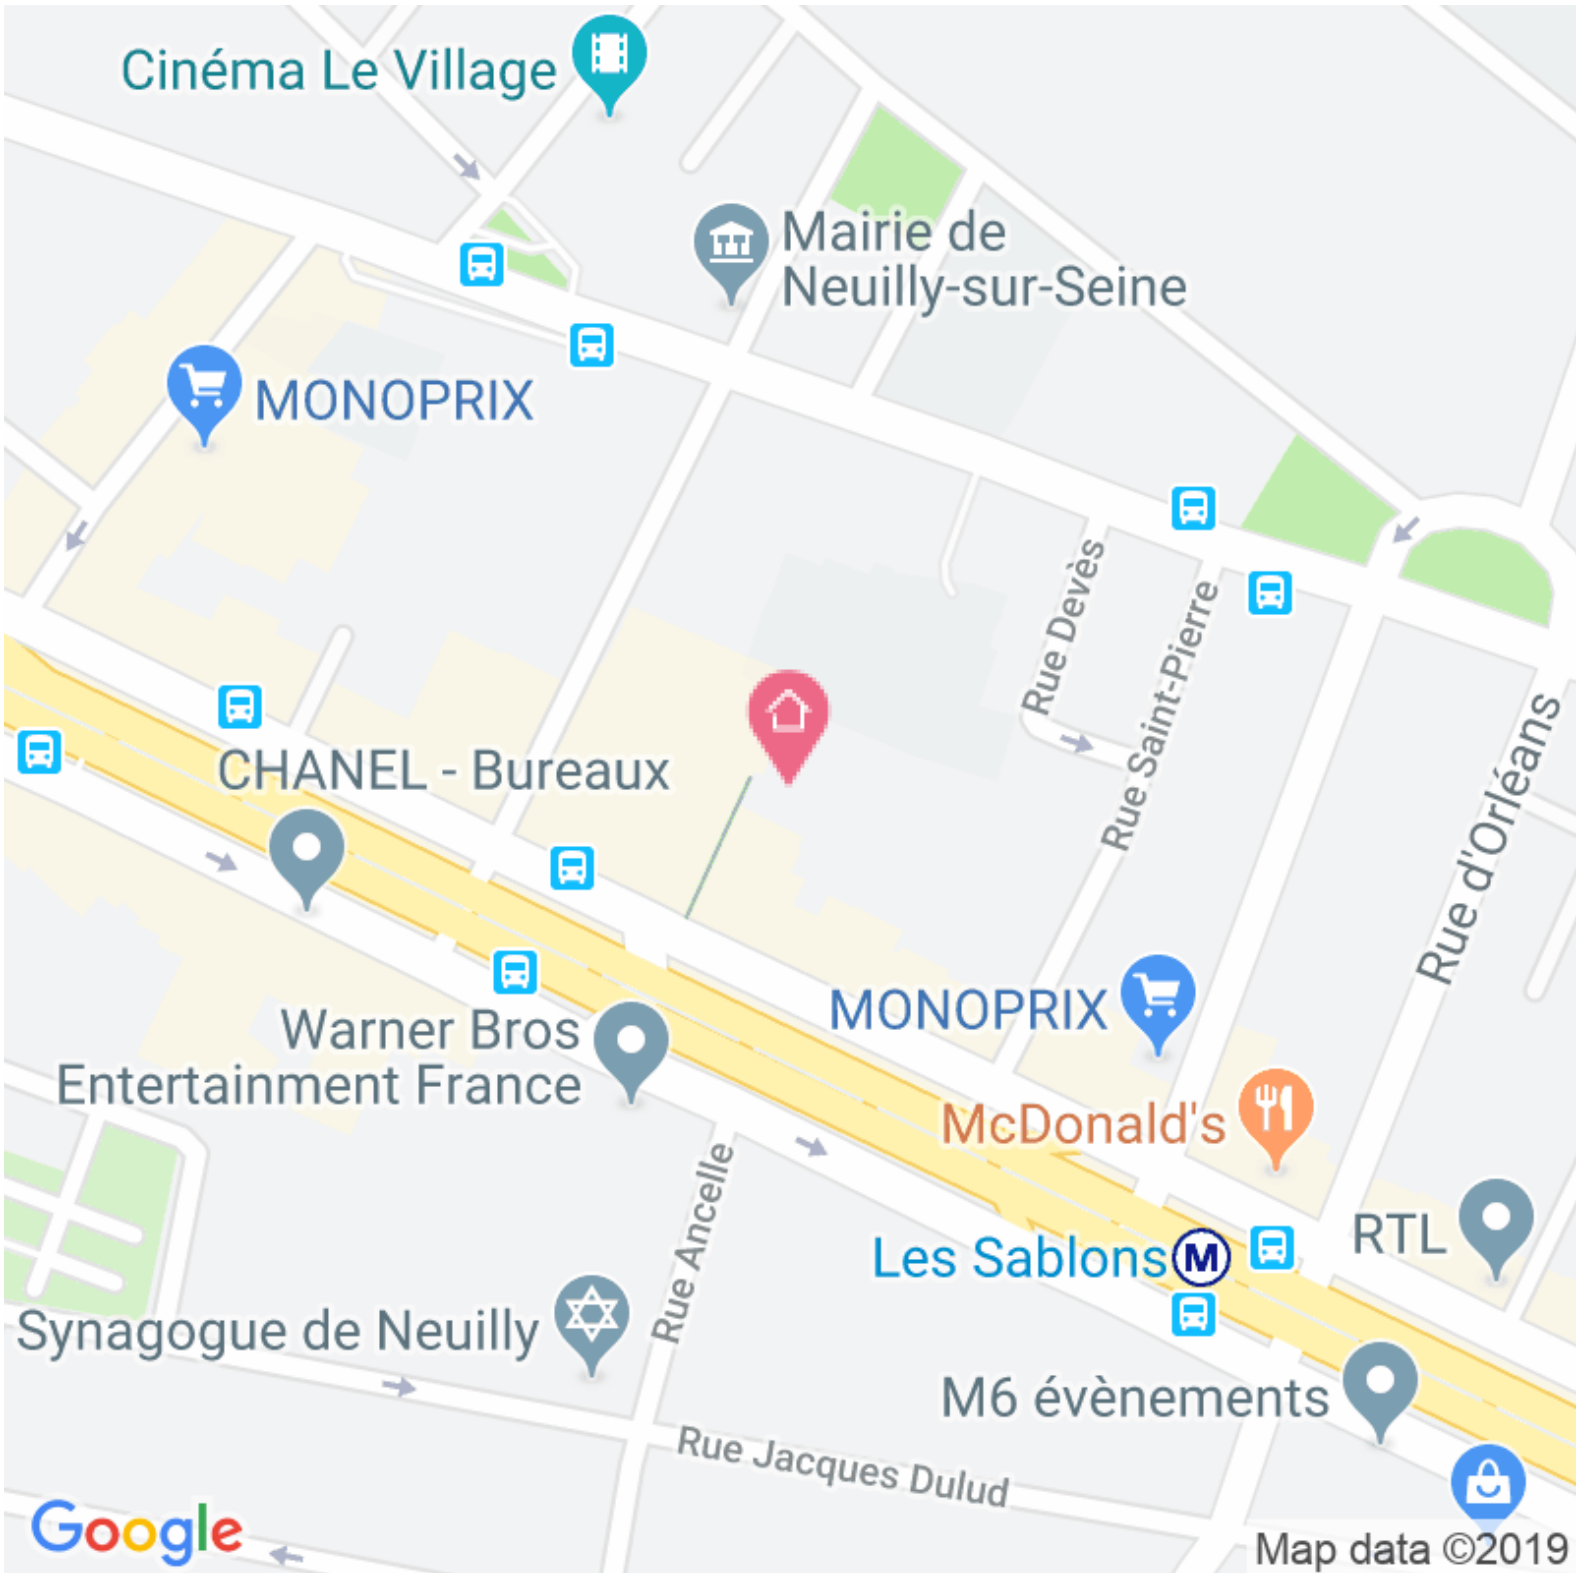 Cinéma Le Village
Mairie de
Neuilly-sur-Seine
MONOPRIX
Rue Devès
Rue Saint-Pierre
Rue d'Orléans
CHANEL - Bureaux
MONOPRIX
Warner Bros
Entertainment France
McDonald's
Rue Ancelle
RTL
Les Sablons M
Synagogue de Neuilly
M6 évènements
Rue Jacques Dulud
Google
Map data ©2019